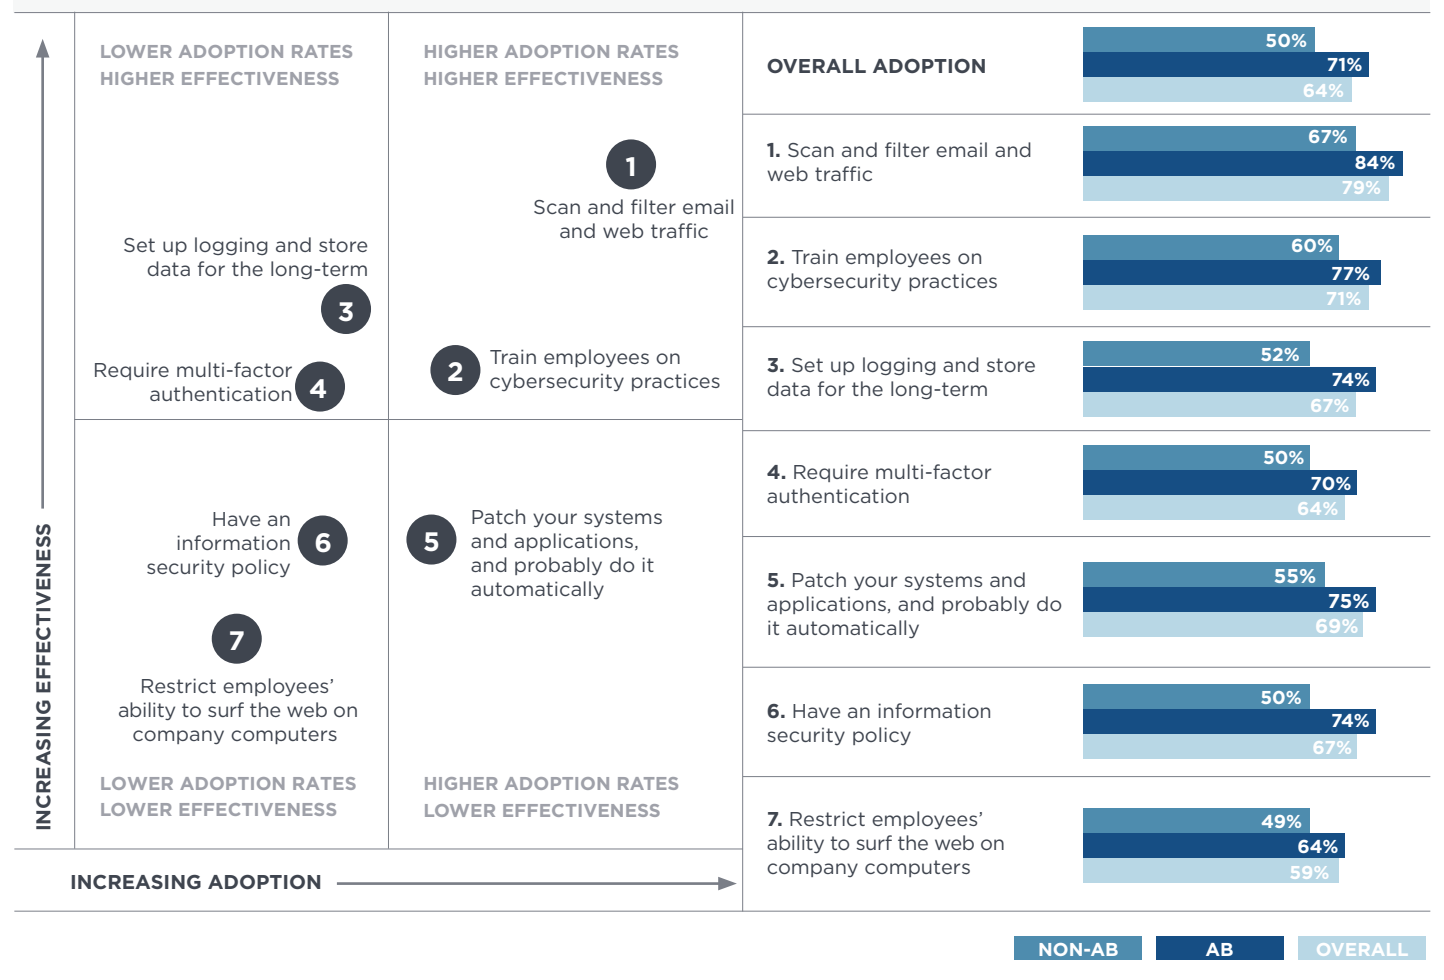 LOWER ADOPTION RATES
HIGHER EFFECTIVENESS
HIGHER ADOPTION RATES
HIGHER EFFECTIVENESS
1
Scan and filter email
and web traffic
Set up logging and store
data for the long-term
3
Require multi-factor
authentication
4
2
Train employees on
cybersecurity practices
Have an
information
security policy
6
5
Patch your systems
and applications,
and probably do it
automatically
7
Restrict employees’
ability to surf the web on
company computers
LOWER ADOPTION RATES
LOWER EFFECTIVENESS
HIGHER ADOPTION RATES
LOWER EFFECTIVENESS
INCREASING EFFECTIVENESS
INCREASING ADOPTION
OVERALL ADOPTION
50%
71%
64%
1. Scan and filter email and
web traffic
67%
84%
79%
2. Train employees on
cybersecurity practices
60%
77%
71%
3. Set up logging and store
data for the long-term
52%
74%
67%
4. Require multi-factor
authentication
50%
70%
64%
5. Patch your systems and
applications, and probably do
it automatically
55%
75%
69%
6. Have an information
security policy
50%
74%
67%
7. Restrict employees’
ability to surf the web on
company computers
49%
64%
59%
NON-AB
AB
OVERALL